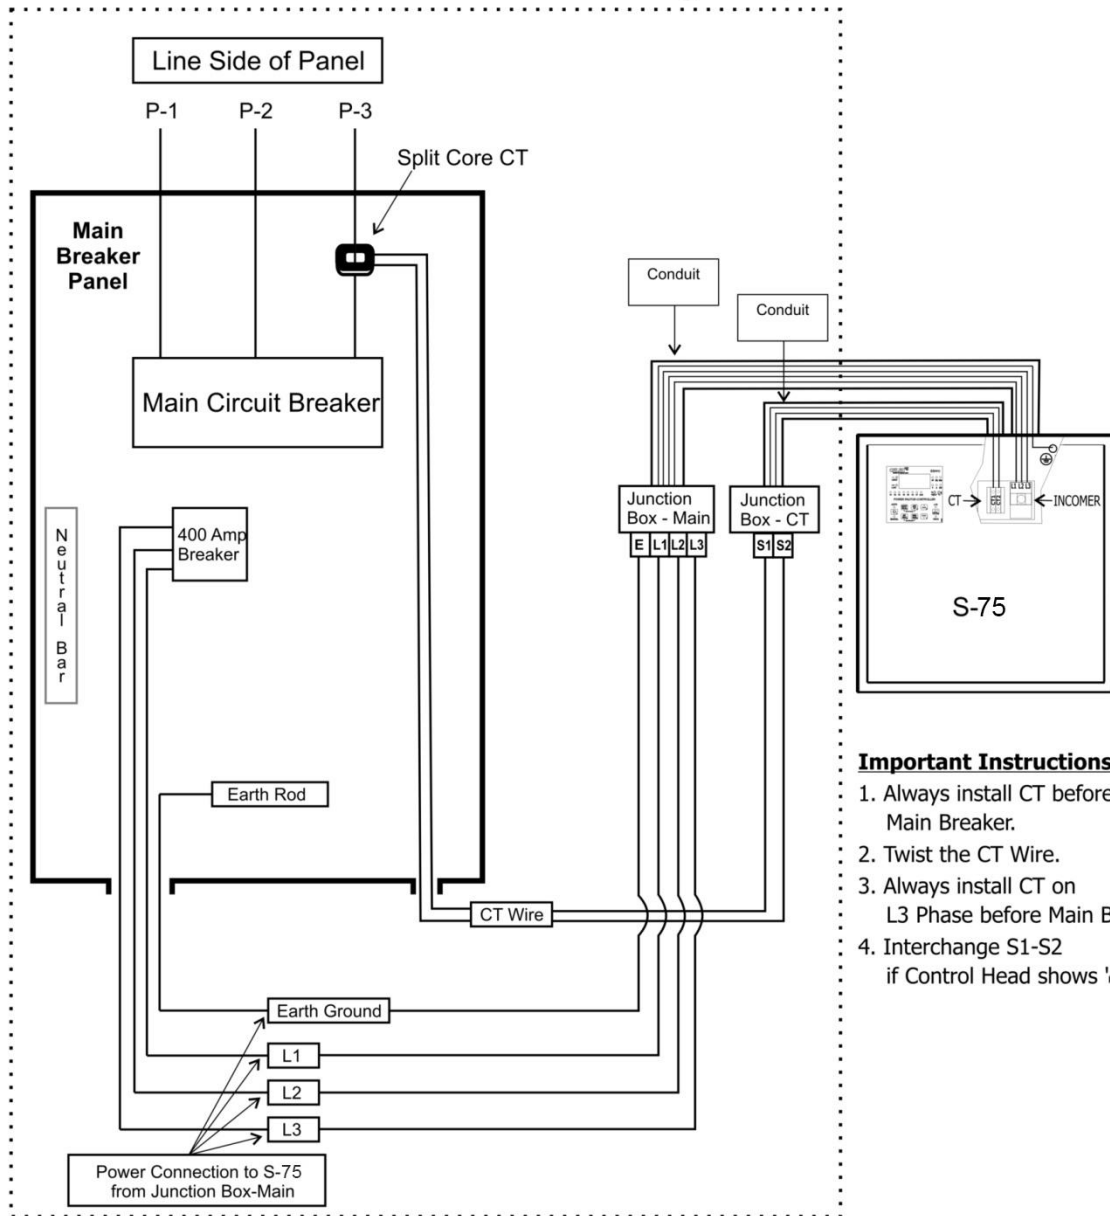 Line Side of Panel
P-1
P-2
P-3
Split Core CT
Main
Breaker
Panel
Conduit
Conduit
Main Circuit Breaker
Junction
Box - Main
Junction
Box - CT
E
L1
L2
L3
S1
S2
CT
INCOMER
S-75
Neutral Bar
400 Amp
Breaker
Earth Rod
CT Wire
Earth Ground
L1
L2
L3
Power Connection to S-75
from Junction Box-Main
Important Instructions
1. Always install CT before
Main Breaker.
2. Twist the CT Wire.
3. Always install CT on
L3 Phase before Main B
4. Interchange S1-S2
if Control Head shows '